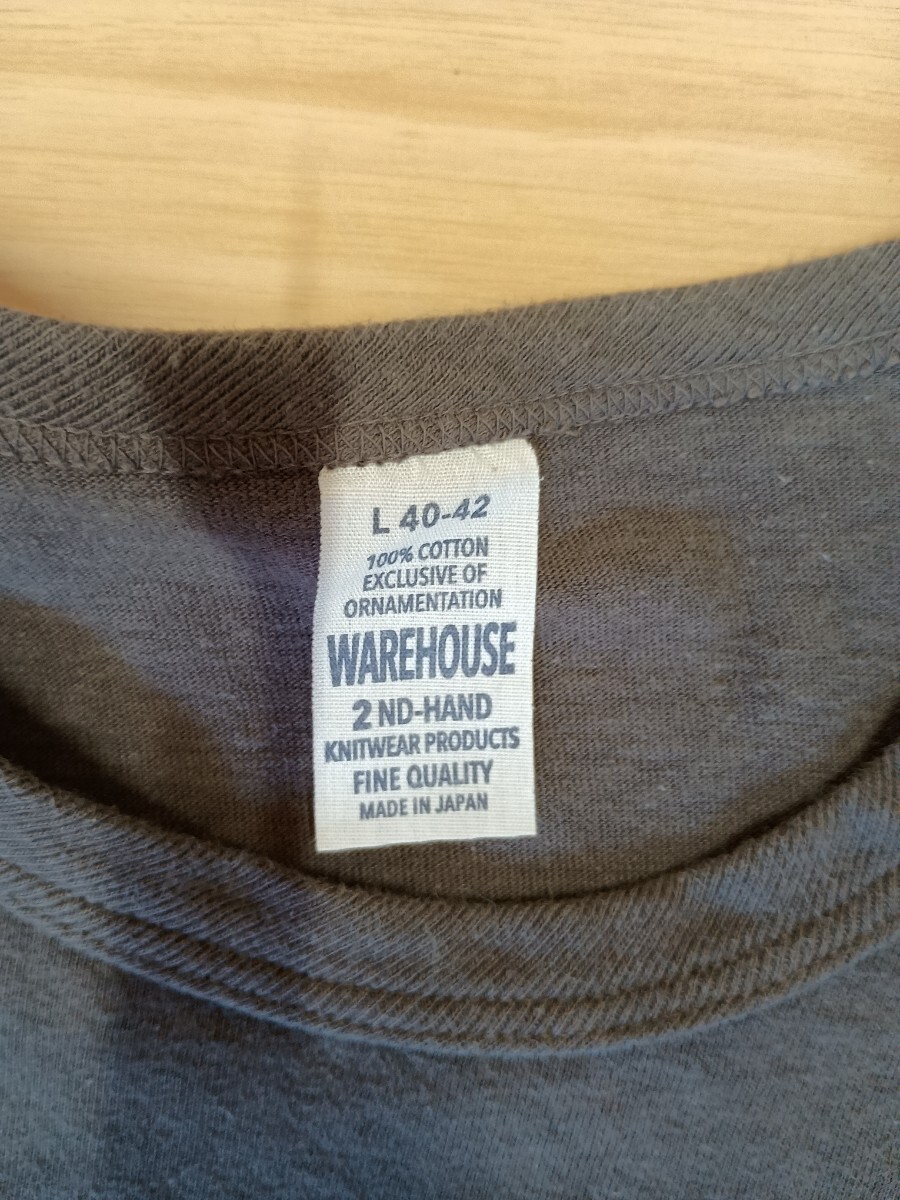 L 40-42
100% COTTON
EXCLUSIVE OF
ORNAMENTATION
WAREHOUSE
2 ND-HAND
KNITWEAR PRODUCTS
FINE QUALITY
MADE IN JAPAN